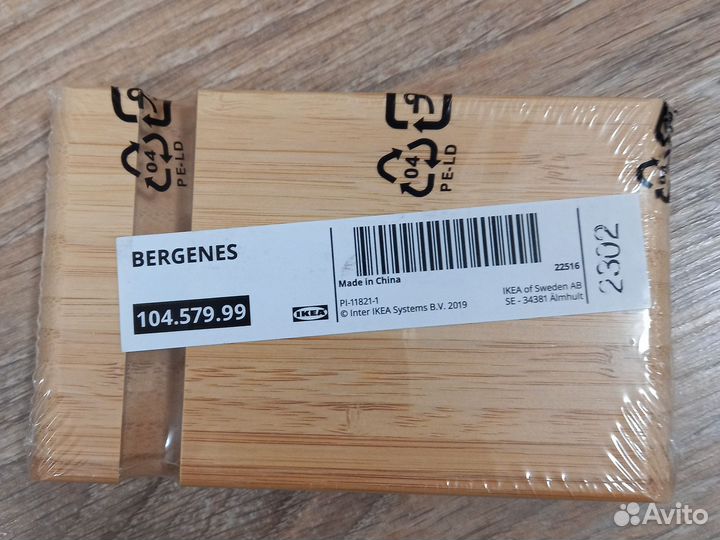 04
PE-LD
04
PE-LD
04
BERGENES
104.579.99
IKEA
Made in China
PI-11821-1
© Inter IKEA Systems B.V. 2019
22516
IKEA of Sweden AB
SE - 34381 Älmhult
2302
Avito